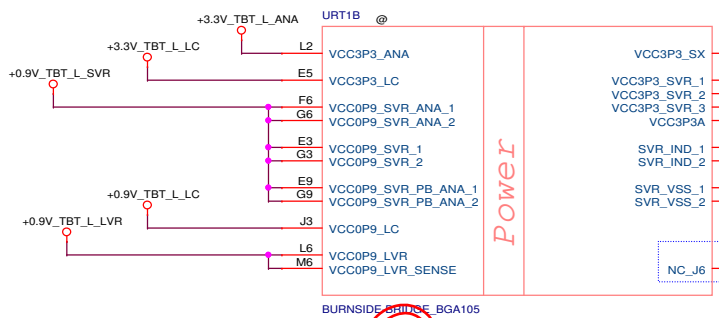 URT1B @
+3.3V_TBT_L_ANA
+3.3V_TBT_L_LC
+0.9V_TBT_L_SVR
L2 VCC3P3_ANA VCC3P3_SX
E5 VCC3P3_LC VCC3P3_SVR_1
VCC3P3_SVR_2
F6 VCC0P9_SVR_ANA_1 VCC3P3_SVR_3
G6 VCC0P9_SVR_ANA_2 VCC3P3A
E3 VCC0P9_SVR_1 SVR_IND_1
G3 VCC0P9_SVR_2 SVR_IND_2
E9 VCC0P9_SVR_PB_ANA_1 SVR_VSS_1
G9 VCC0P9_SVR_PB_ANA_2 SVR_VSS_2
Power
+0.9V_TBT_L_LC
J3 VCC0P9_LC
+0.9V_TBT_L_LVR
L6 VCC0P9_LVR
M6 VCC0P9_LVR_SENSE NC_J6
BURNSIDE-BRIDGE_BGA105